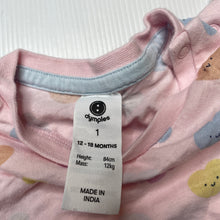 dymples
1
12 - 18 MONTHS
Height: 84cm
Mass: 12kg
MADE IN
INDIA